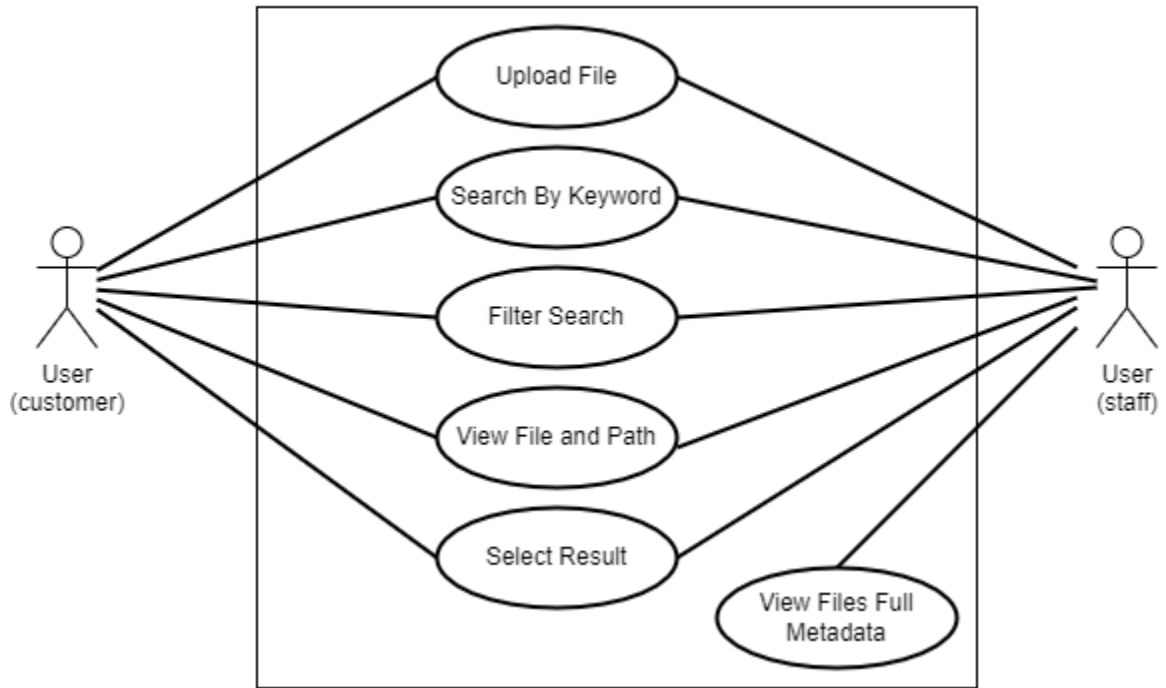 Upload File
Search By Keyword
Filter Search
User
(customer)
User
(staff)
View File and Path
Select Result
View Files Full
Metadata